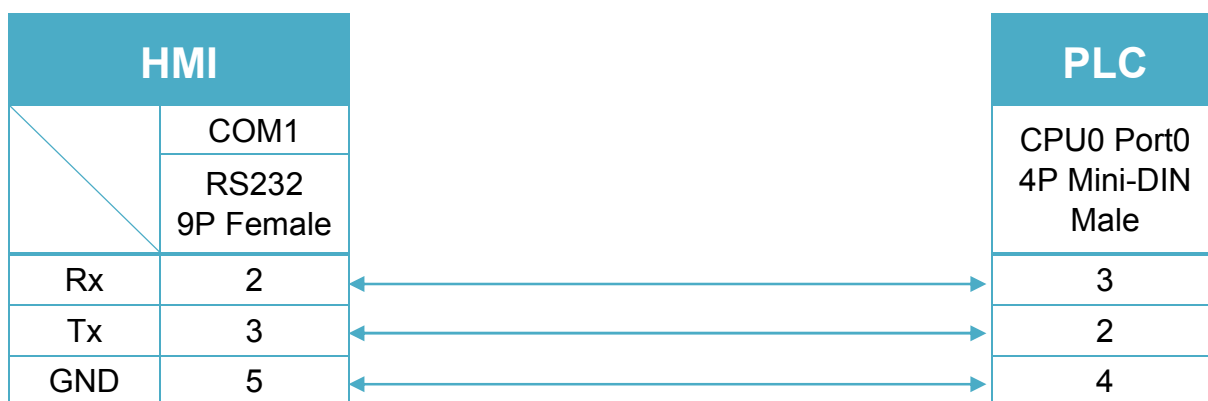 HMI
PLC
COM1
RS232
9P Female
CPU0 Port0
4P Mini-DIN
Male
Rx 2 3
Tx 3 2
GND 5 4